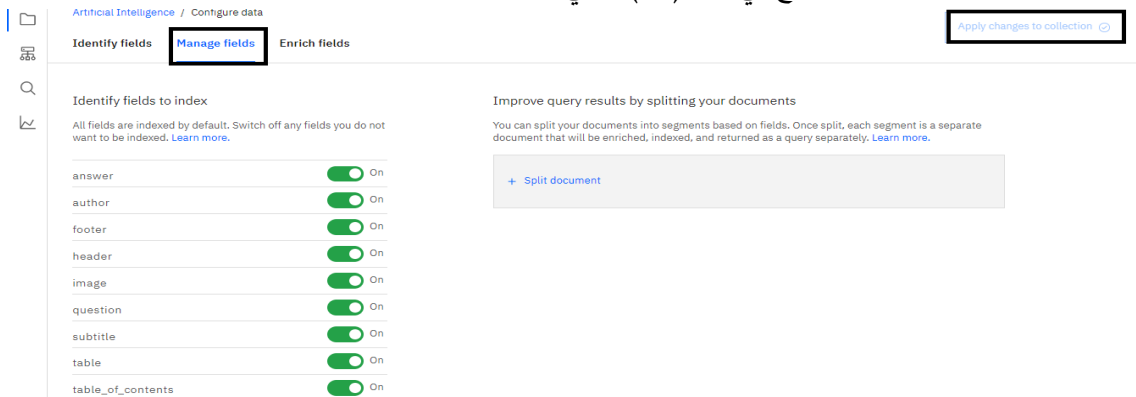 Artificial Intelligence / Configure data
Apply changes to collection
Identify fields Manage fields Enrich fields
Identify fields to index
All fields are indexed by default. Switch off any fields you do not
want to be indexed. Learn more.
answer On
author On
footer On
header On
image On
question On
subtitle On
table On
table_of_contents On
Improve query results by splitting your documents
You can split your documents into segments based on fields. Once split, each segment is a separate
document that will be enriched, indexed, and returned as a query separately. Learn more.
+ Split document